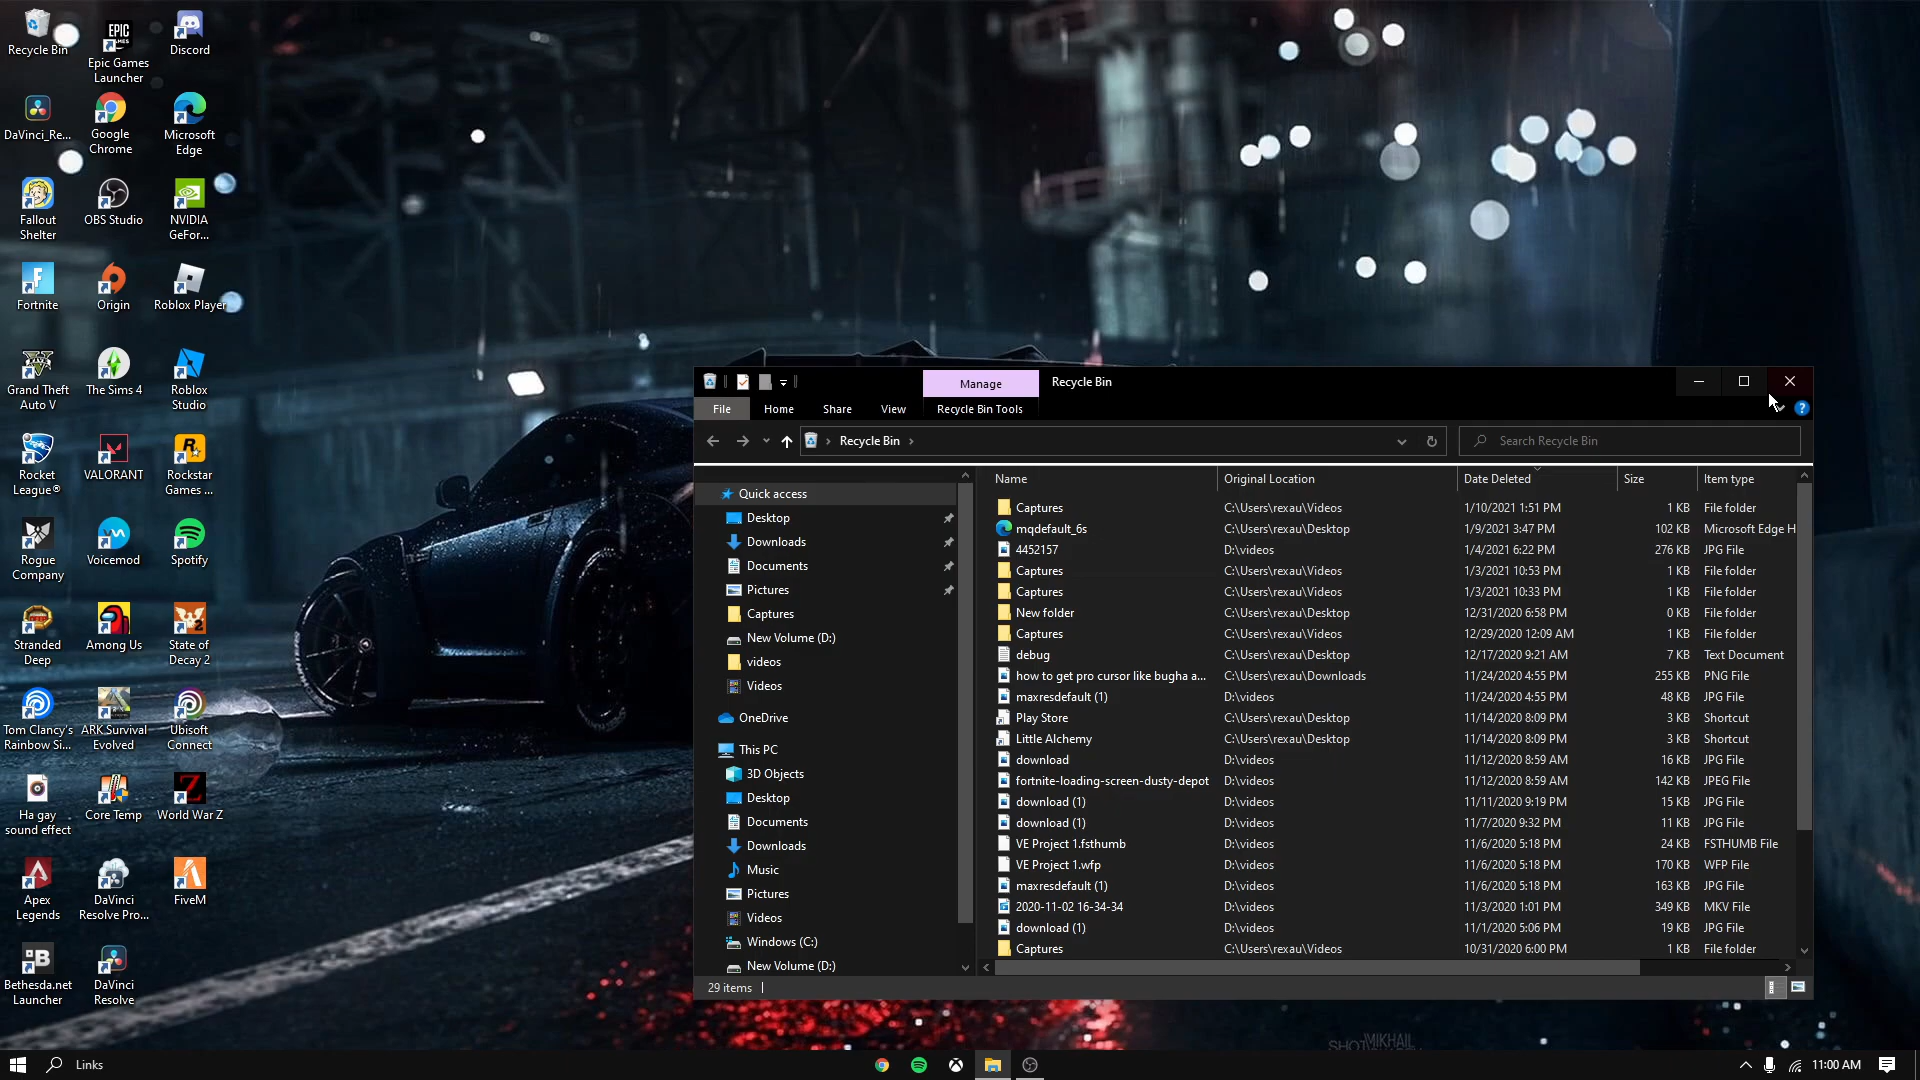 Recycle Bin
Epic Games
Launcher
Discord
DaVinci_Re...
Google
Chrome
Microsoft
Edge
Fallout
Shelter
OBS Studio
NVIDIA
GeFor...
Fortnite
Origin
Roblox Player
Grand Theft
Auto V
The Sims 4
Roblox
Studio
Rocket
League®
VALORANT
Rockstar
Games ...
Rogue
Company
Voicemod
Spotify
Stranded
Deep
Among Us
State of
Decay 2
Tom Clancy's
Rainbow Si...
ARK Survival
Evolved
Ubisoft
Connect
Ha gay
sound effect
Core Temp
World War Z
Apex
Legends
DaVinci
Resolve Pro...
FiveM
Bethesda.net
Launcher
DaVinci
Resolve
Manage Recycle Bin
File Home Share View Recycle Bin Tools
Recycle Bin Search Recycle Bin
Quick access
Desktop
Downloads
Documents
Pictures
Captures
New Volume (D:)
videos
Videos
OneDrive
This PC
3D Objects
Desktop
Documents
Downloads
Music
Pictures
Videos
Windows (C:)
New Volume (D:)
Name Original Location Date Deleted Size Item type
Captures C:\Users\rexau\Videos 1/10/2021 1:51 PM 1 KB File folder
mqdefault_6s C:\Users\rexau\Desktop 1/9/2021 3:47 PM 102 KB Microsoft Edge H
4452157 D:\videos 1/4/2021 6:22 PM 276 KB JPG File
Captures C:\Users\rexau\Videos 1/3/2021 10:53 PM 1 KB File folder
Captures C:\Users\rexau\Videos 1/3/2021 10:33 PM 1 KB File folder
New folder C:\Users\rexau\Desktop 12/31/2020 6:58 PM 0 KB File folder
Captures C:\Users\rexau\Videos 12/29/2020 12:09 AM 1 KB File folder
debug C:\Users\rexau\Desktop 12/17/2020 9:21 AM 7 KB Text Document
how to get pro cursor like bugha a... C:\Users\rexau\Downloads 11/24/2020 4:55 PM 255 KB PNG File
maxresdefault (1) D:\videos 11/24/2020 4:55 PM 48 KB JPG File
Play Store C:\Users\rexau\Desktop 11/14/2020 8:09 PM 3 KB Shortcut
Little Alchemy C:\Users\rexau\Desktop 11/14/2020 8:09 PM 3 KB Shortcut
download D:\videos 11/12/2020 8:59 AM 16 KB JPG File
fortnite-loading-screen-dusty-depot D:\videos 11/12/2020 8:59 AM 142 KB JPEG File
download (1) D:\videos 11/11/2020 9:19 PM 15 KB JPG File
download (1) D:\videos 11/7/2020 9:32 PM 11 KB JPG File
VE Project 1.fsthumb D:\videos 11/6/2020 5:18 PM 24 KB FSTHUMB File
VE Project 1.wfp D:\videos 11/6/2020 5:18 PM 170 KB WFP File
maxresdefault (1) D:\videos 11/6/2020 5:18 PM 163 KB JPG File
2020-11-02 16-34-34 D:\videos 11/3/2020 1:01 PM 349 KB MKV File
download (1) D:\videos 11/1/2020 5:06 PM 19 KB JPG File
Captures C:\Users\rexau\Videos 10/31/2020 6:00 PM 1 KB File folder
29 items
MIKHAIL
Links 11:00 AM